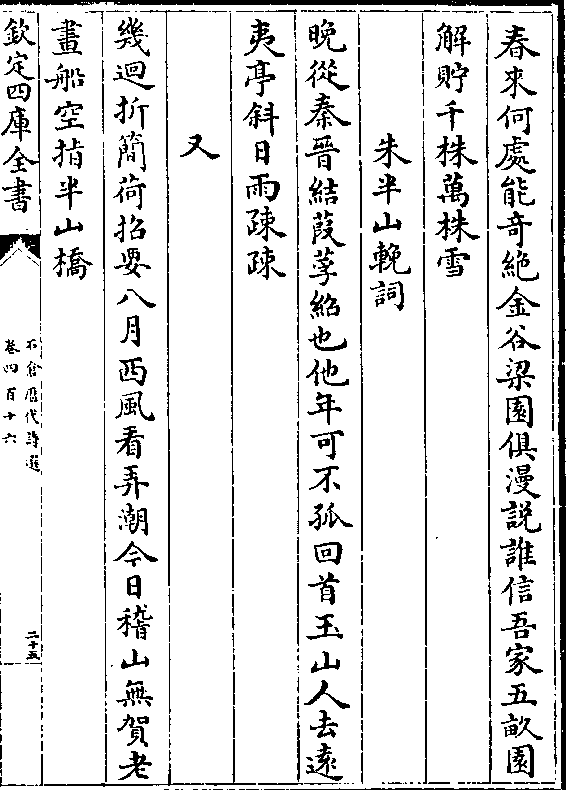 春來何處能奇絶金谷梁園俱漫説誰信吾家五畝園
解貯千株萬株雪
朱半山輓詞
晚從秦晉結葭莩紹也他年可不孤回首玉山人去遠
夷亭斜日雨疎疎
又
幾迴折簡荷招要八月西風看弄潮今日稽山無賀老
畫船空㨖半山橋
欽定四庫全書
石倉歴代詩選
卷四百十六
二十五